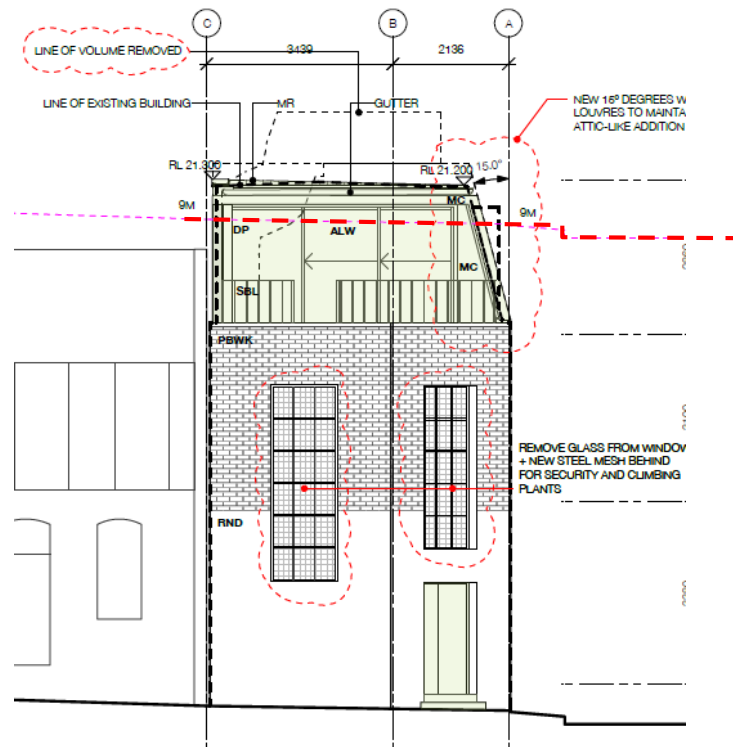 C
B
A
LINE OF VOLUME REMOVED
3439
2136
LINE OF EXISTING BUILDING
MR
GUTTER
NEW 15º DEGREES W
LOUVRES TO MAINTA
ATTIC-LIKE ADDITION
RL 21.300
RL 21.200
15.0°
9M
MC
9M
DP
ALW
MC
SBL
PBWK
REMOVE GLASS FROM WINDOW
+ NEW STEEL MESH BEHIND
FOR SECURITY AND CLIMBING
PLANTS
RND